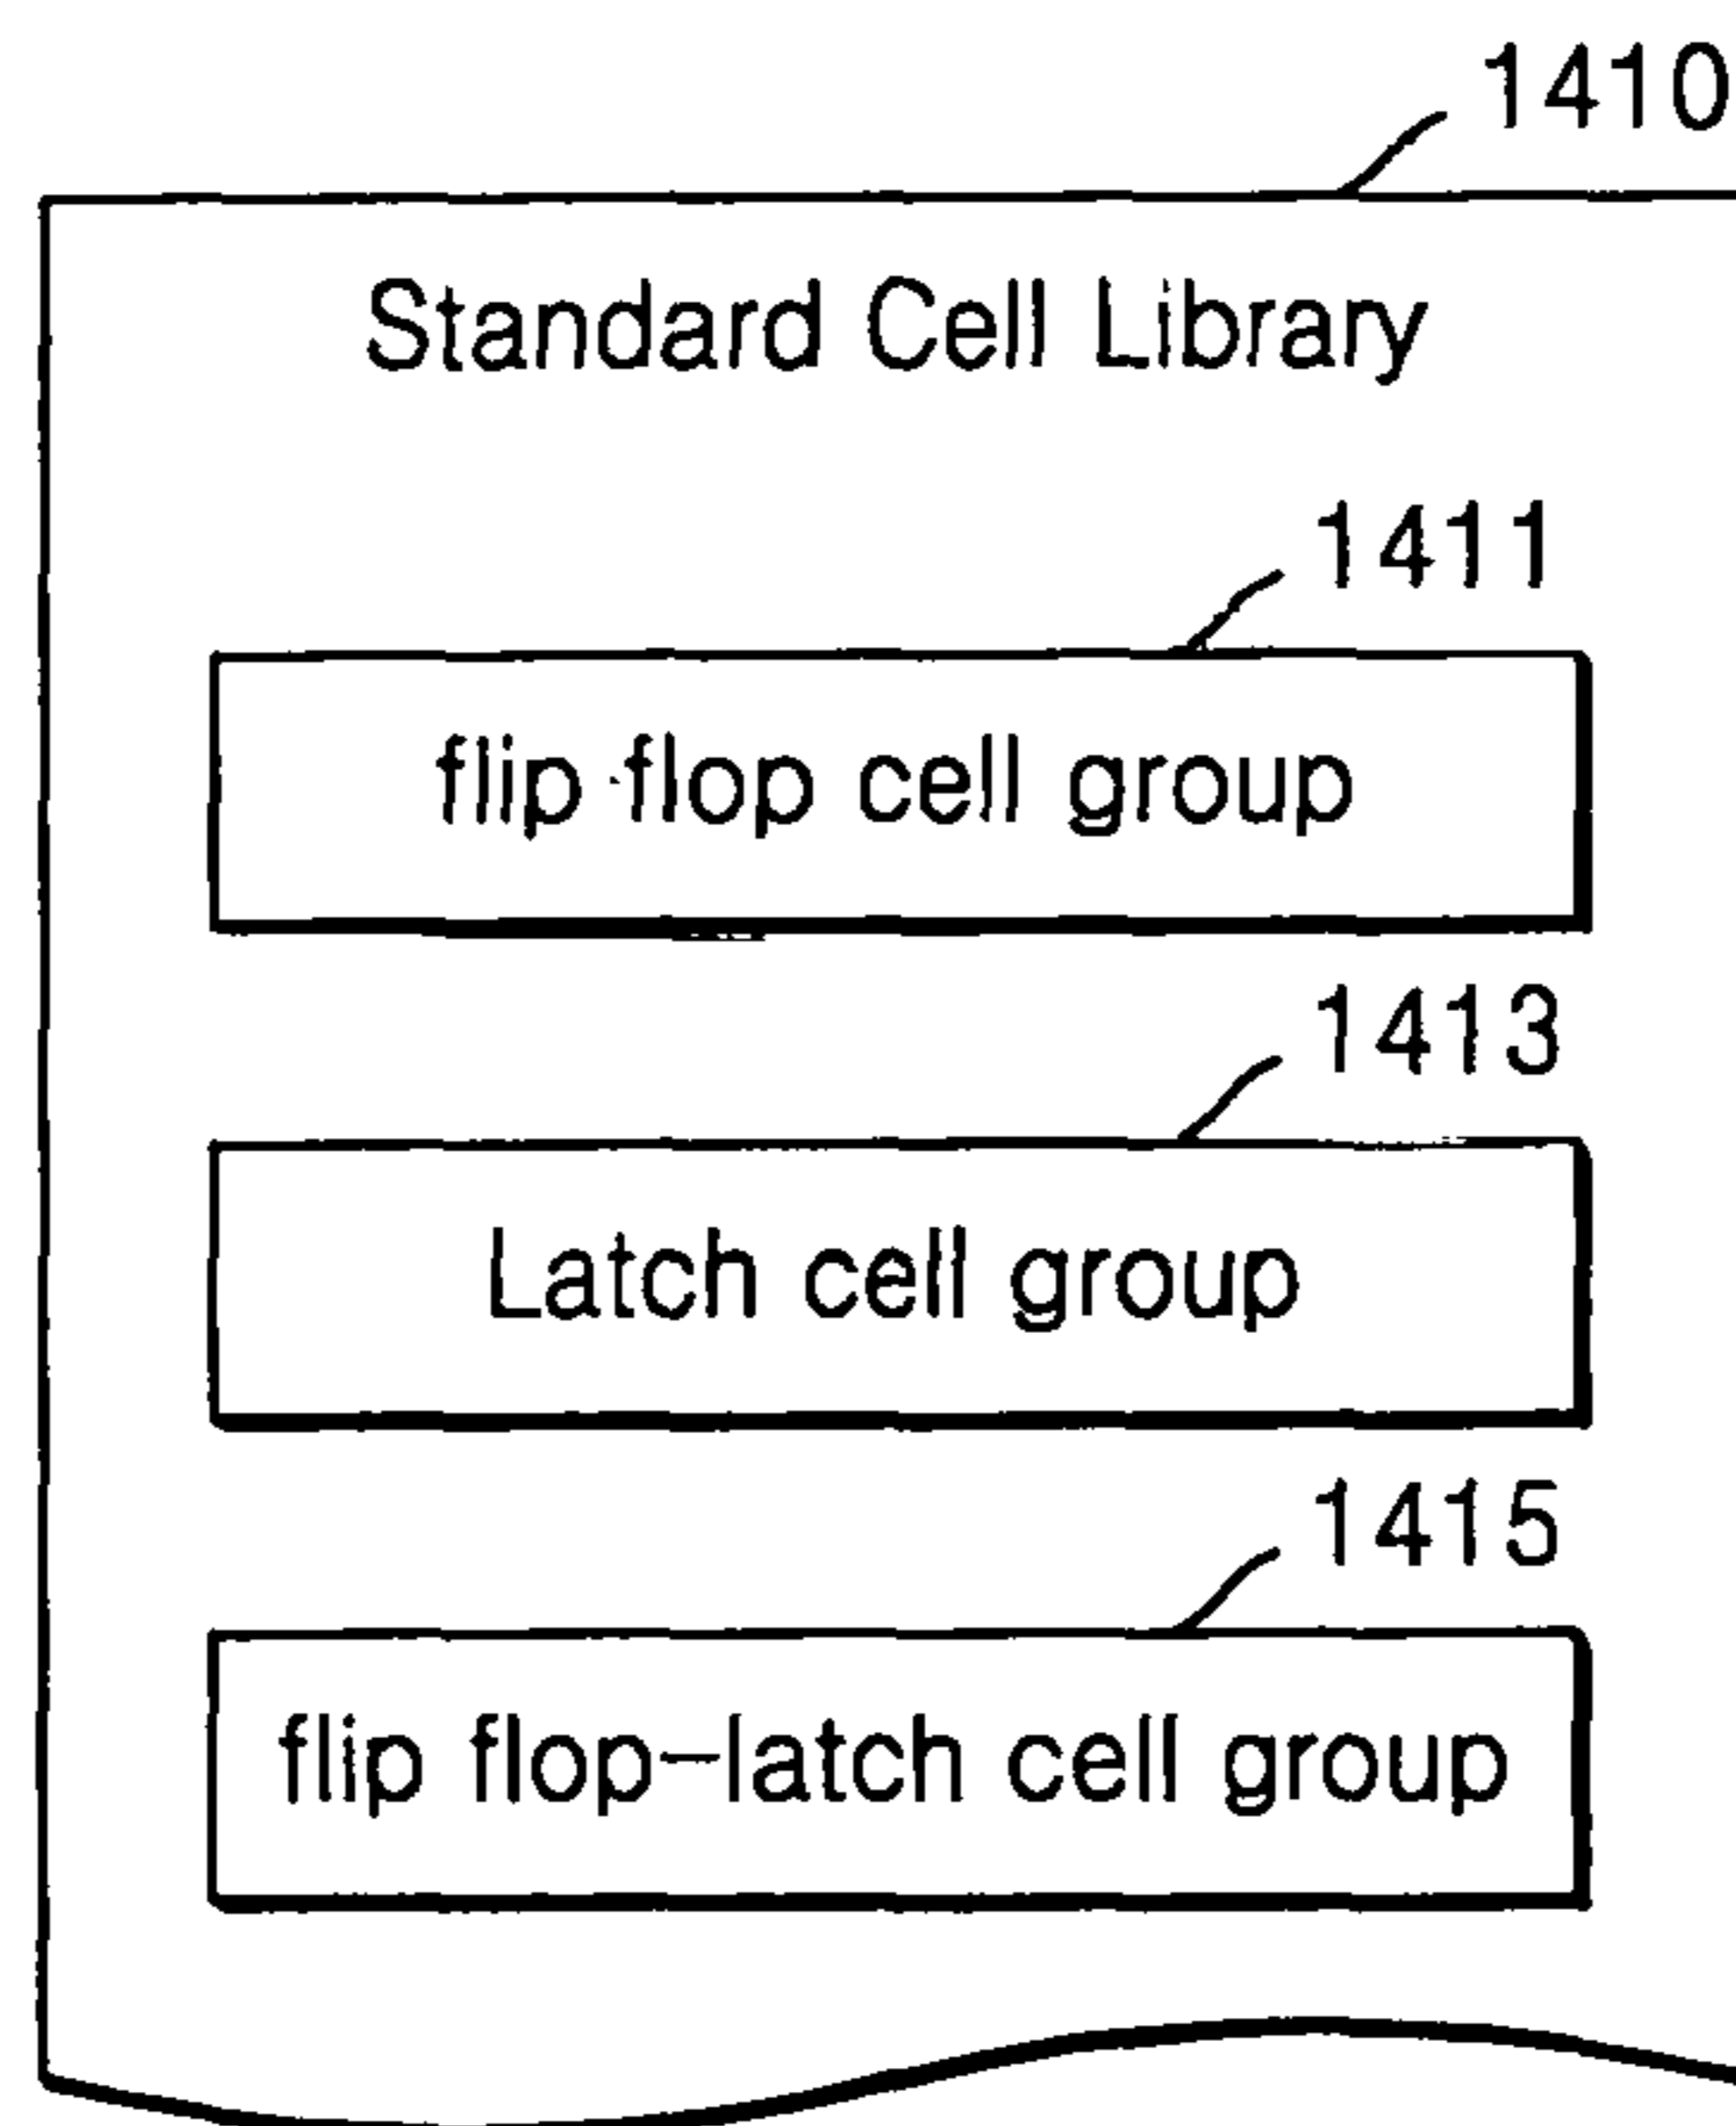 1410
Standard Cell Library
1411
flip flop cell group
1413
Latch cell group
1415
flip flop-latch cell group